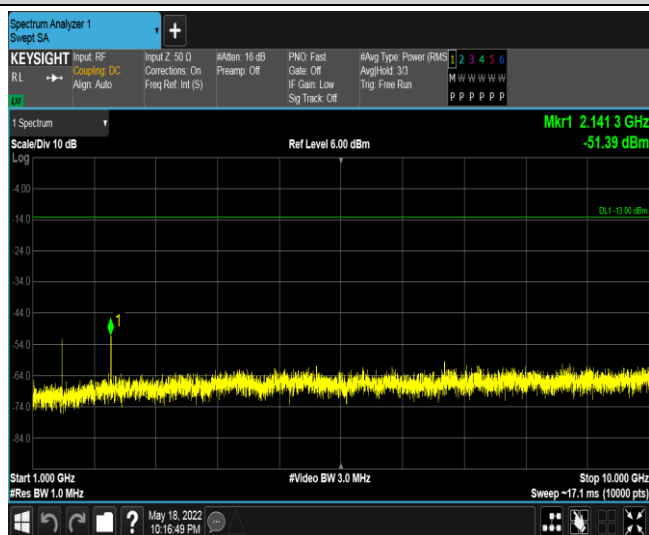 Spectrum Analyzer 1
Swept SA
+
KEYSIGHT
RL
Input: RF
Coupling: DC
Align: Auto
Input Z: 50 Ω
Corrections: On
Freq Ref: Int (S)
#Atten: 16 dB
Preamp: Off
PNO: Fast
Gate: Off
IF Gain: Low
Sig Track: Off
#Avg Type: Power (RMS
Avg|Hold: 3/3
Trig: Free Run
1 2 3 4 5 6
M W W W W W
P P P P P P
1 Spectrum
Mkr1 2.141 3 GHz
Scale/Div 10 dB
Ref Level 6.00 dBm
-51.39 dBm
Log
-4.00
DL1 -13.00 dBm
-14.0
-24.0
-34.0
-44.0
1
-54.0
-64.0
-74.0
-84.0
Start 1.000 GHz
#Video BW 3.0 MHz
Stop 10.000 GHz
#Res BW 1.0 MHz
Sweep ~17.1 ms (10000 pts)
?
May 18, 2022
10:16:49 PM